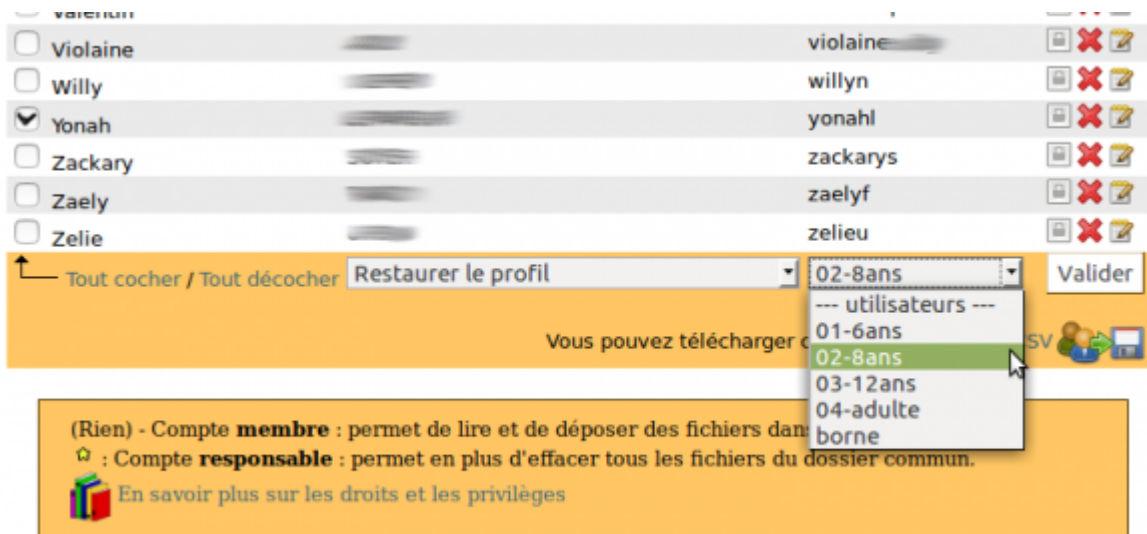 Valentin
Violaine violaine
Willy willyn
Yonah yonahl
Zackary zackarys
Zaely zaelyf
Zelie zelieu
Tout cocher / Tout décocher Restaurer le profil 02-8ans Valider
--- utilisateurs ---
01-6ans
Vous pouvez télécharger
02-8ans
03-12ans
04-adulte
borne
(Rien) - Compte membre : permet de lire et de déposer des fichiers
: Compte responsable : permet en plus d'effacer tous les fichiers du dossier commun.
En savoir plus sur les droits et les privilèges